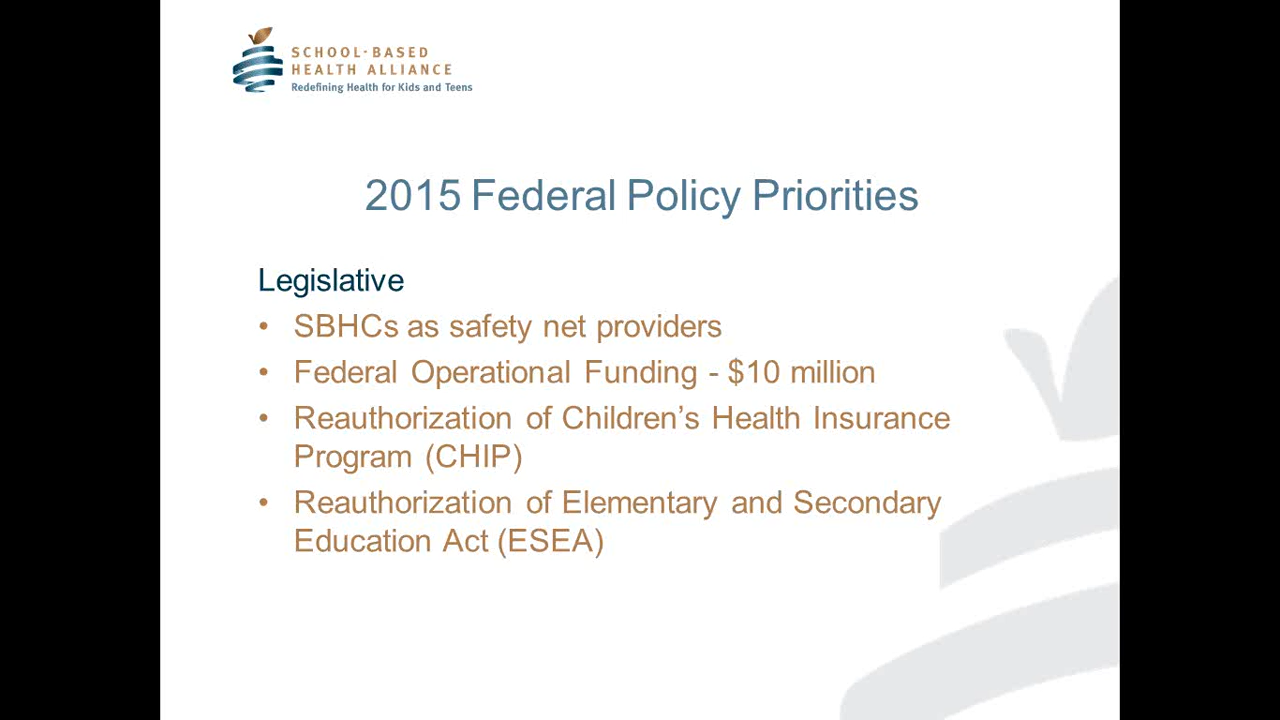 SCHOOL-BASED
HEALTH ALLIANCE
Redefining Health for Kids and Teens
2015 Federal Policy Priorities
Legislative
• SBHCs as safety net providers
• Federal Operational Funding - $10 million
• Reauthorization of Children’s Health Insurance
Program (CHIP)
• Reauthorization of Elementary and Secondary
Education Act (ESEA)